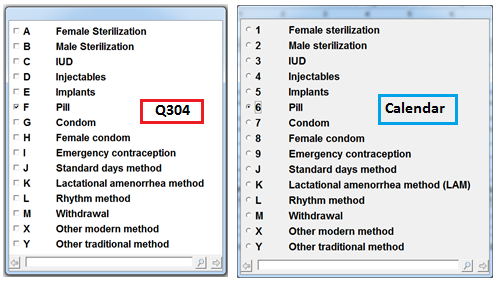 A Female Sterilization
B Male Sterilization
C IUD
D Injectables
E Implants
F Pill
G Condom
H Female condom
I Emergency contraception
J Standard days method
K Lactational amenorrhea method
L Rhythm method
M Withdrawal
X Other modern method
Y Other traditional method
Q304
1 Female sterilization
2 Male sterilization
3 IUD
4 Injectables
5 Implants
6 Pill
7 Condom
8 Female condom
9 Emergency contraception
J Standard days method
K Lactational amenorrhea method (LAM)
L Rhythm method
M Withdrawal
X Other modern method
Y Other traditional method
Calendar